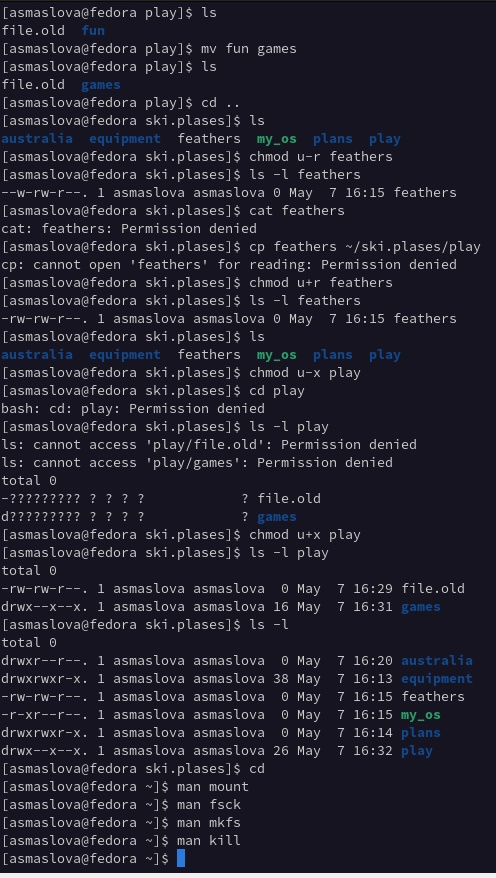 [asmaslova@fedora play]$ ls
file.old  fun
[asmaslova@fedora play]$ mv fun games
[asmaslova@fedora play]$ ls
file.old  games
[asmaslova@fedora play]$ cd ..
[asmaslova@fedora ski.plases]$ ls
australia  equipment  feathers  my_os  plans  play
[asmaslova@fedora ski.plases]$ chmod u-r feathers
[asmaslova@fedora ski.plases]$ ls -l feathers
--w-rw-r--. 1 asmaslova asmaslova 0 May  7 16:15 feathers
[asmaslova@fedora ski.plases]$ cat feathers
cat: feathers: Permission denied
[asmaslova@fedora ski.plases]$ cp feathers ~/ski.plases/play
cp: cannot open 'feathers' for reading: Permission denied
[asmaslova@fedora ski.plases]$ chmod u+r feathers
[asmaslova@fedora ski.plases]$ ls -l feathers
-rw-rw-r--. 1 asmaslova asmaslova 0 May  7 16:15 feathers
[asmaslova@fedora ski.plases]$ ls
australia  equipment  feathers  my_os  plans  play
[asmaslova@fedora ski.plases]$ chmod u-x play
[asmaslova@fedora ski.plases]$ cd play
bash: cd: play: Permission denied
[asmaslova@fedora ski.plases]$ ls -l play
ls: cannot access 'play/file.old': Permission denied
ls: cannot access 'play/games': Permission denied
total 0
-????????? ? ? ? ?            ? file.old
d????????? ? ? ? ?            ? games
[asmaslova@fedora ski.plases]$ chmod u+x play
[asmaslova@fedora ski.plases]$ ls -l play
total 0
-rw-rw-r--. 1 asmaslova asmaslova  0 May  7 16:29 file.old
drwx--x--x. 1 asmaslova asmaslova 16 May  7 16:31 games
[asmaslova@fedora ski.plases]$ ls -l
total 0
drwxr--r--. 1 asmaslova asmaslova  0 May  7 16:20 australia
drwxrwxr-x. 1 asmaslova asmaslova 38 May  7 16:13 equipment
-rw-rw-r--. 1 asmaslova asmaslova  0 May  7 16:15 feathers
-r-xr--r--. 1 asmaslova asmaslova  0 May  7 16:15 my_os
drwxrwxr-x. 1 asmaslova asmaslova  0 May  7 16:14 plans
drwx--x--x. 1 asmaslova asmaslova 26 May  7 16:32 play
[asmaslova@fedora ski.plases]$ cd
[asmaslova@fedora ~]$ man mount
[asmaslova@fedora ~]$ man fsck
[asmaslova@fedora ~]$ man mkfs
[asmaslova@fedora ~]$ man kill
[asmaslova@fedora ~]$